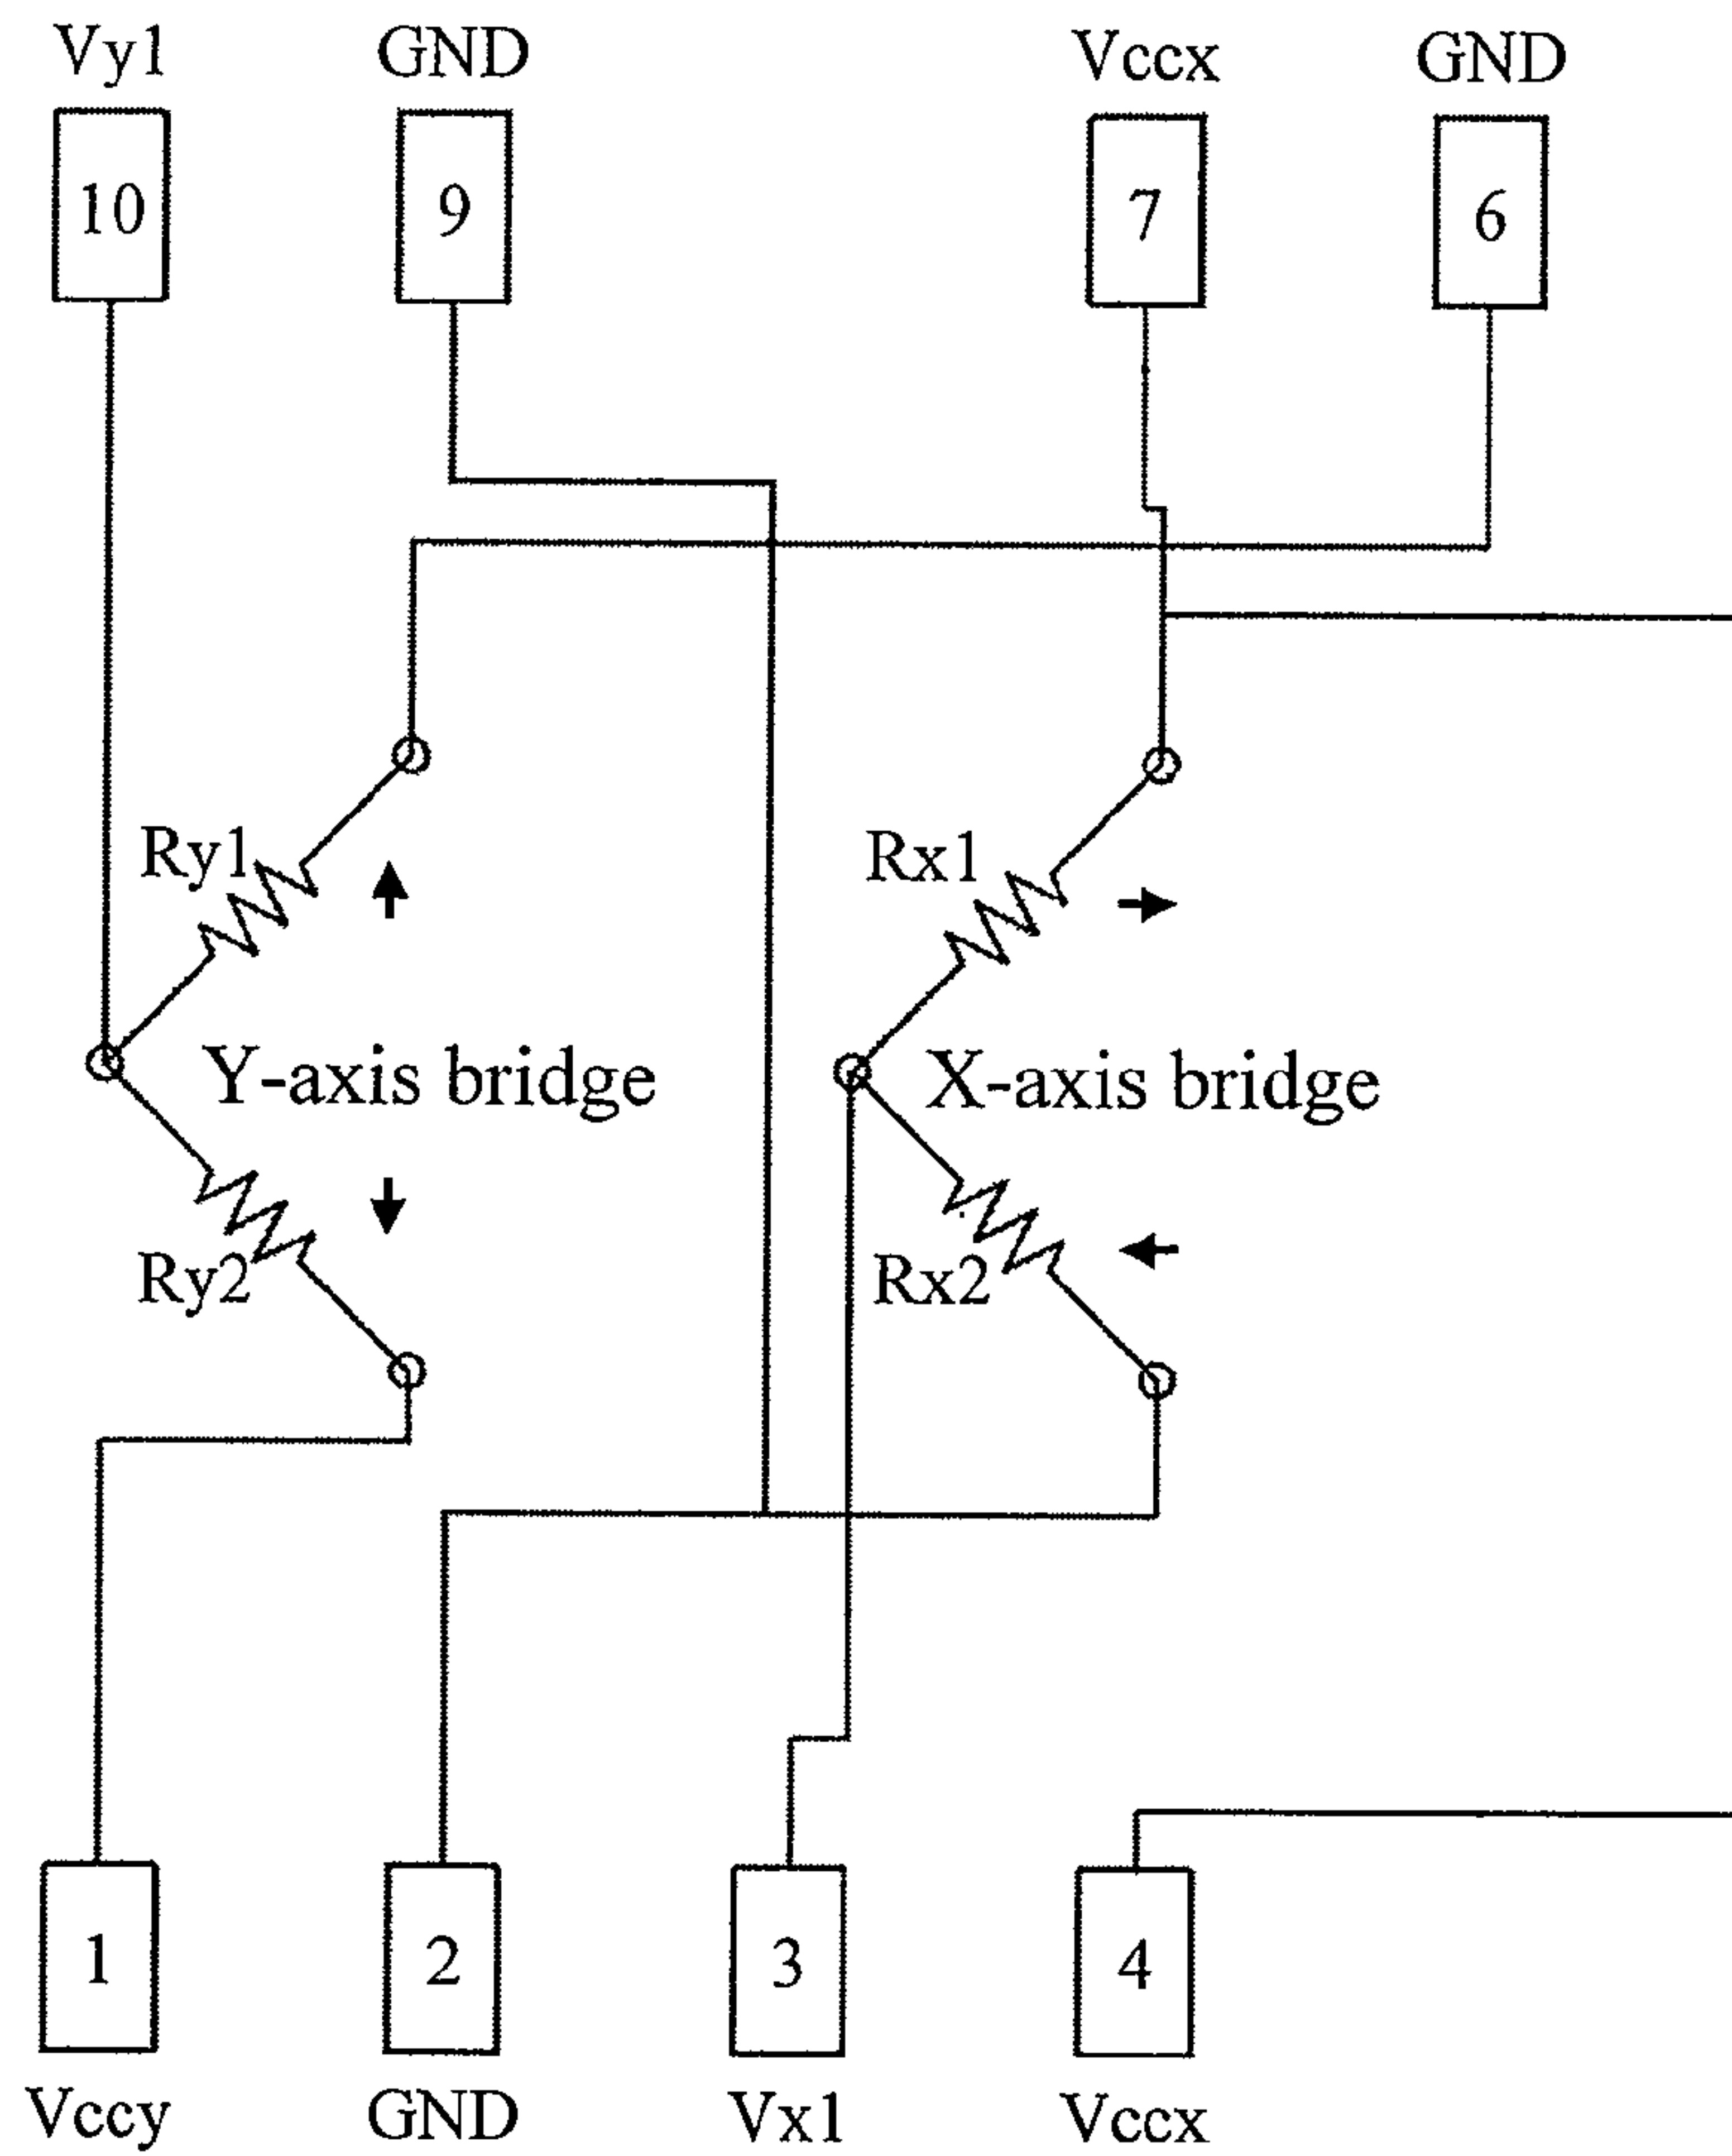 Vy1 GND Vccx GND
10 9 7 6
Ry1 Rx1
Y-axis bridge X-axis bridge
Ry2 Rx2
1 2 3 4
Vccy GND Vx1 Vccx